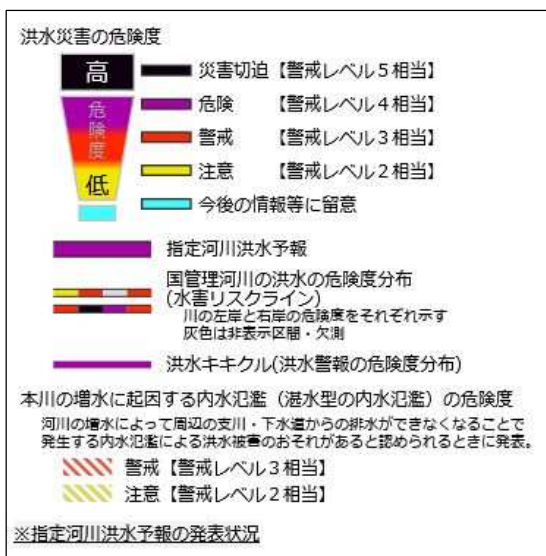 洪水災害の危険度
高
危険度
低
災害切迫【警戒レベル5相当】
危険 【警戒レベル4相当】
警戒 【警戒レベル3相当】
注意 【警戒レベル2相当】
今後の情報等に留意
指定河川洪水予報
国管理河川の洪水の危険度分布
(水害リスクライン)
川の左岸と右岸の危険度をそれぞれ示す
灰色は非表示区間・欠測
洪水キキクル(洪水警報の危険度分布)
本川の増水に起因する内水氾濫(湛水型の内水氾濫)の危険度
河川の増水によって周辺の支川・下水道からの排水ができなくなることで
発生する内水氾濫による洪水被害のおそれがあると認められるときに発表。
警戒【警戒レベル3相当】
注意【警戒レベル2相当】
※指定河川洪水予報の発表状況